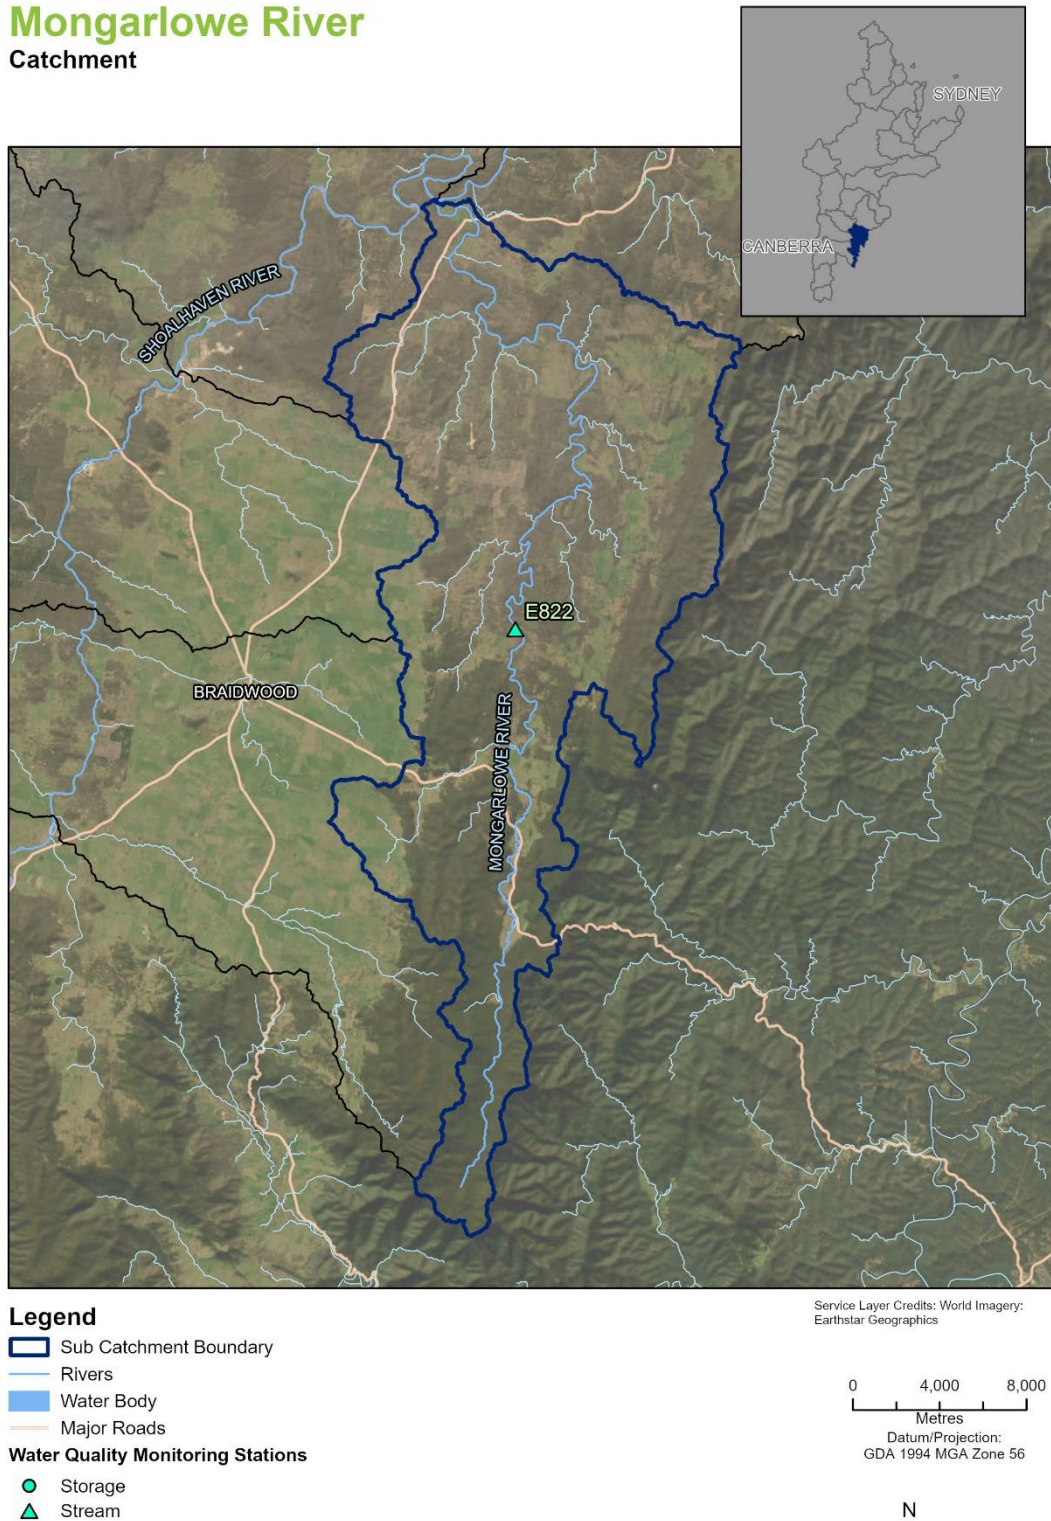 Mongarlowe River
Catchment
SYDNEY
CANBERRA
SHOALHAVEN RIVER
E822
BRAIDWOOD
MONGARLOWE RIVER
Legend
Sub Catchment Boundary
Rivers
Water Body
Major Roads
Water Quality Monitoring Stations
Storage
Stream
Service Layer Credits: World Imagery:
Earthstar Geographics
0 4,000 8,000
Metres
Datum/Projection:
GDA 1994 MGA Zone 56
N